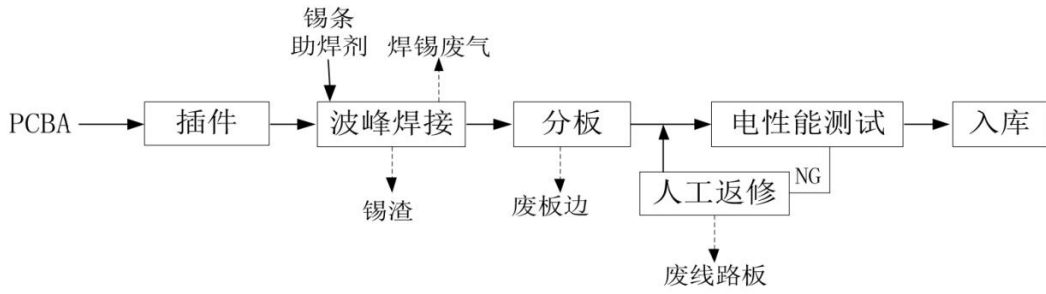 锡条
助焊剂
焊锡废气
PCBA
插件
波峰焊接
分板
电性能测试
入库
NG
人工返修
锡渣
废板边
废线路板